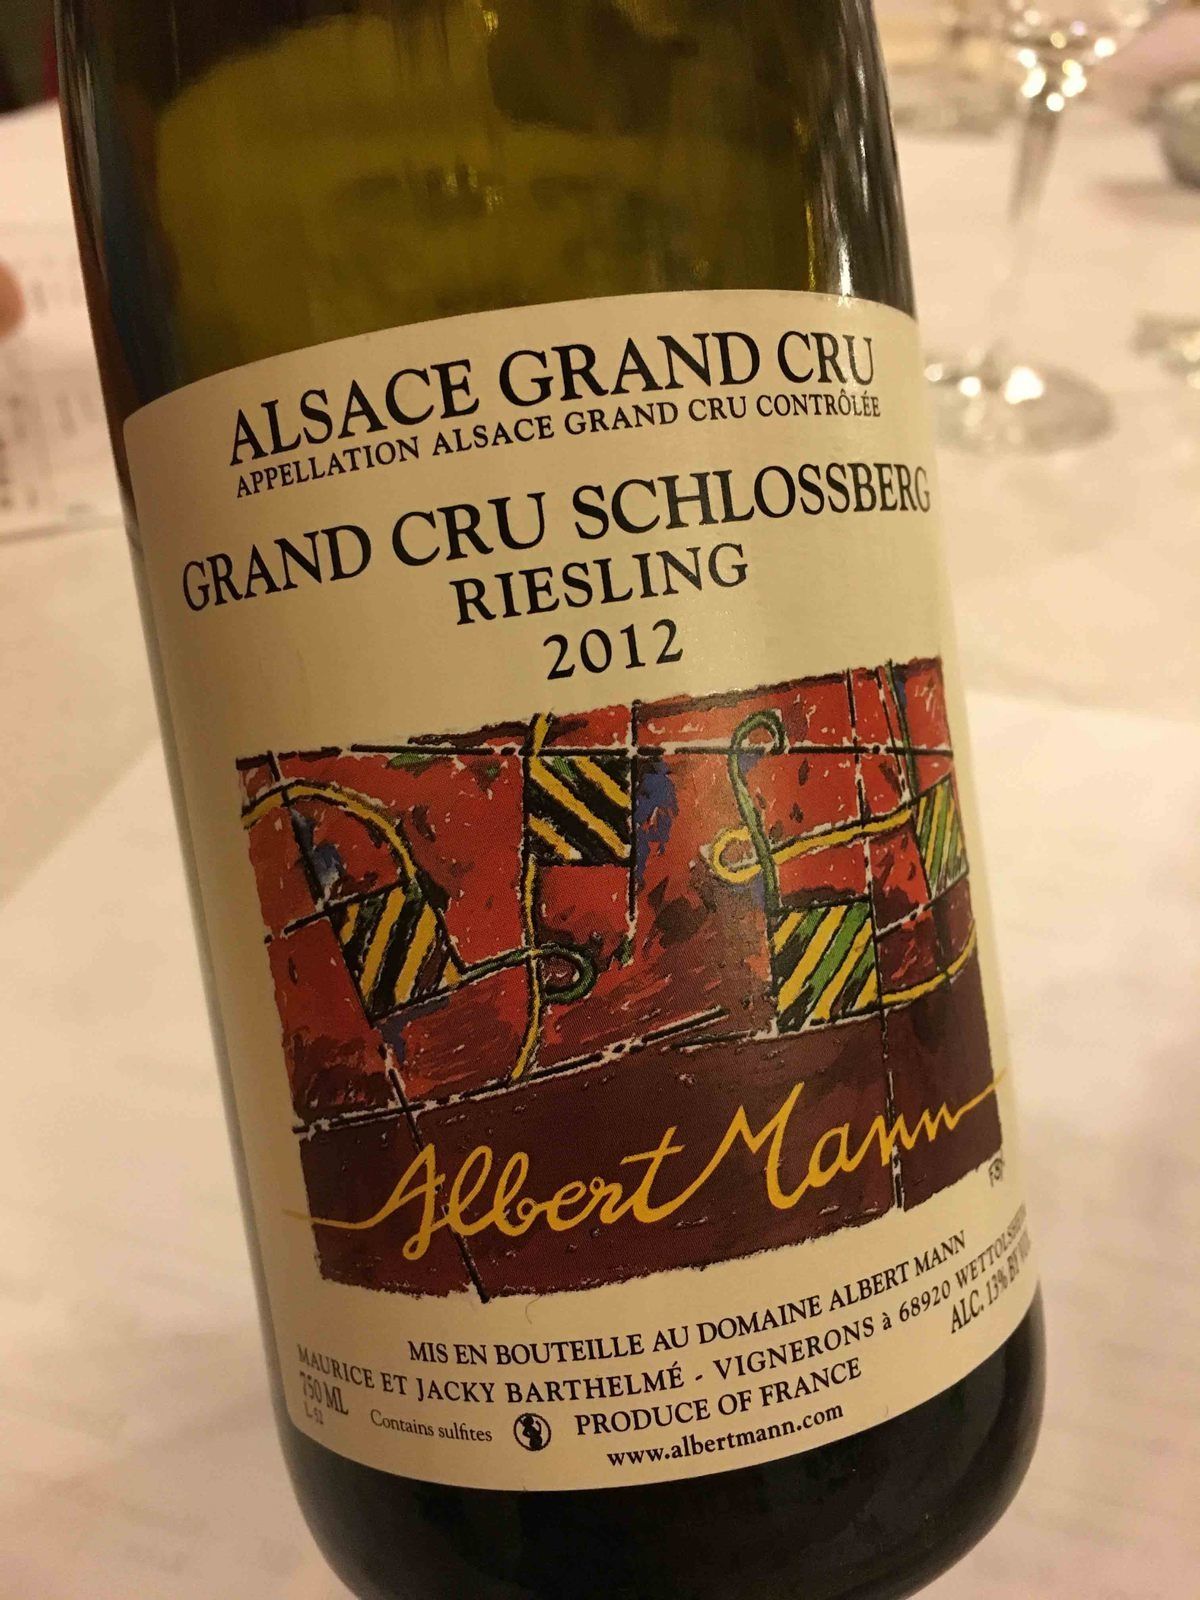 ALSACE GRAND CRU
APPELLATION ALSACE GRAND CRU CONTRÔLÉE
GRAND CRU SCHLOSSBERG
RIESLING
2012
Albert Mann
MIS EN BOUTEILLE AU DOMAINE ALBERT MANN
MAURICE ET JACKY BARTHELMÉ - VIGNERONS à 68920 WETTOLSHEIM
750 ML
ALC. 13% BY VOL
L-51
Contains sulfites
PRODUCE OF FRANCE
www.albertmann.com